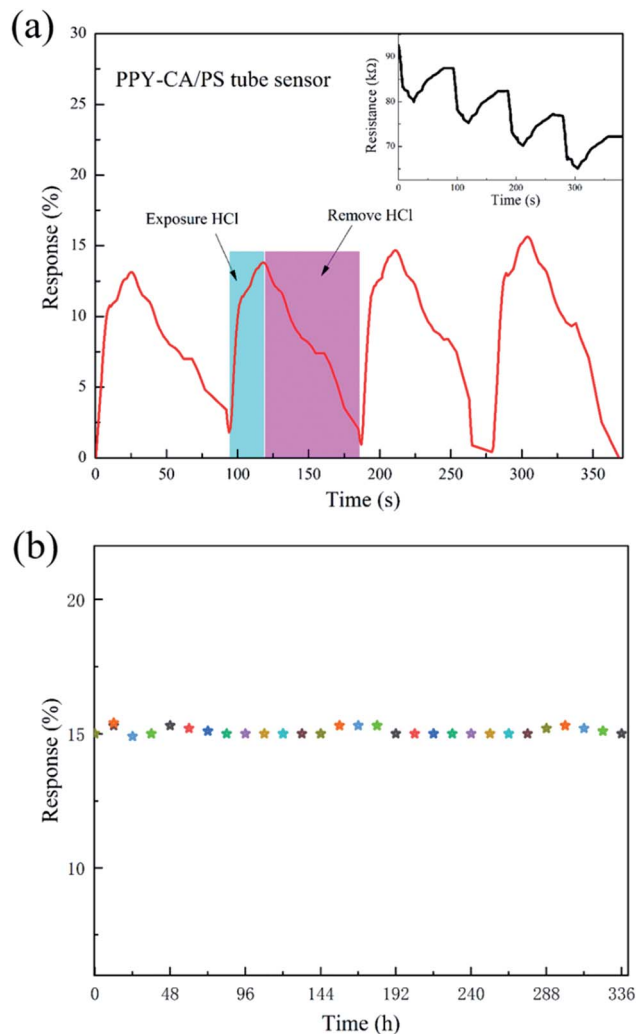 (a)
30
25
20
15
10
5
0
Response (%)
PPY-CA/PS tube sensor
Exposure HCl
Remove HCl
90
80
70
Resistance (kΩ)
0 100 200 300
Time (s)
0 50 100 150 200 250 300 350
Time (s)
(b)
20
15
10
Response (%)
0 48 96 144 192 240 288 336
Time (h)